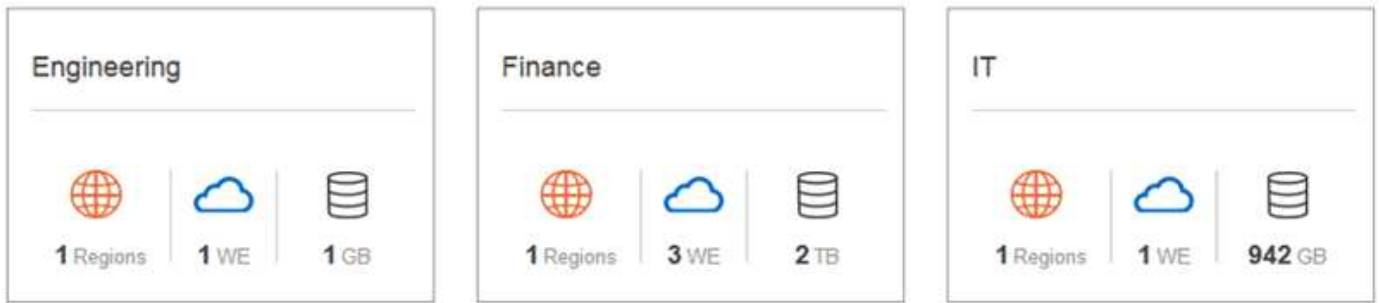 Engineering
1 Regions
1 WE
1 GB
Finance
1 Regions
3 WE
2 TB
IT
1 Regions
1 WE
942 GB